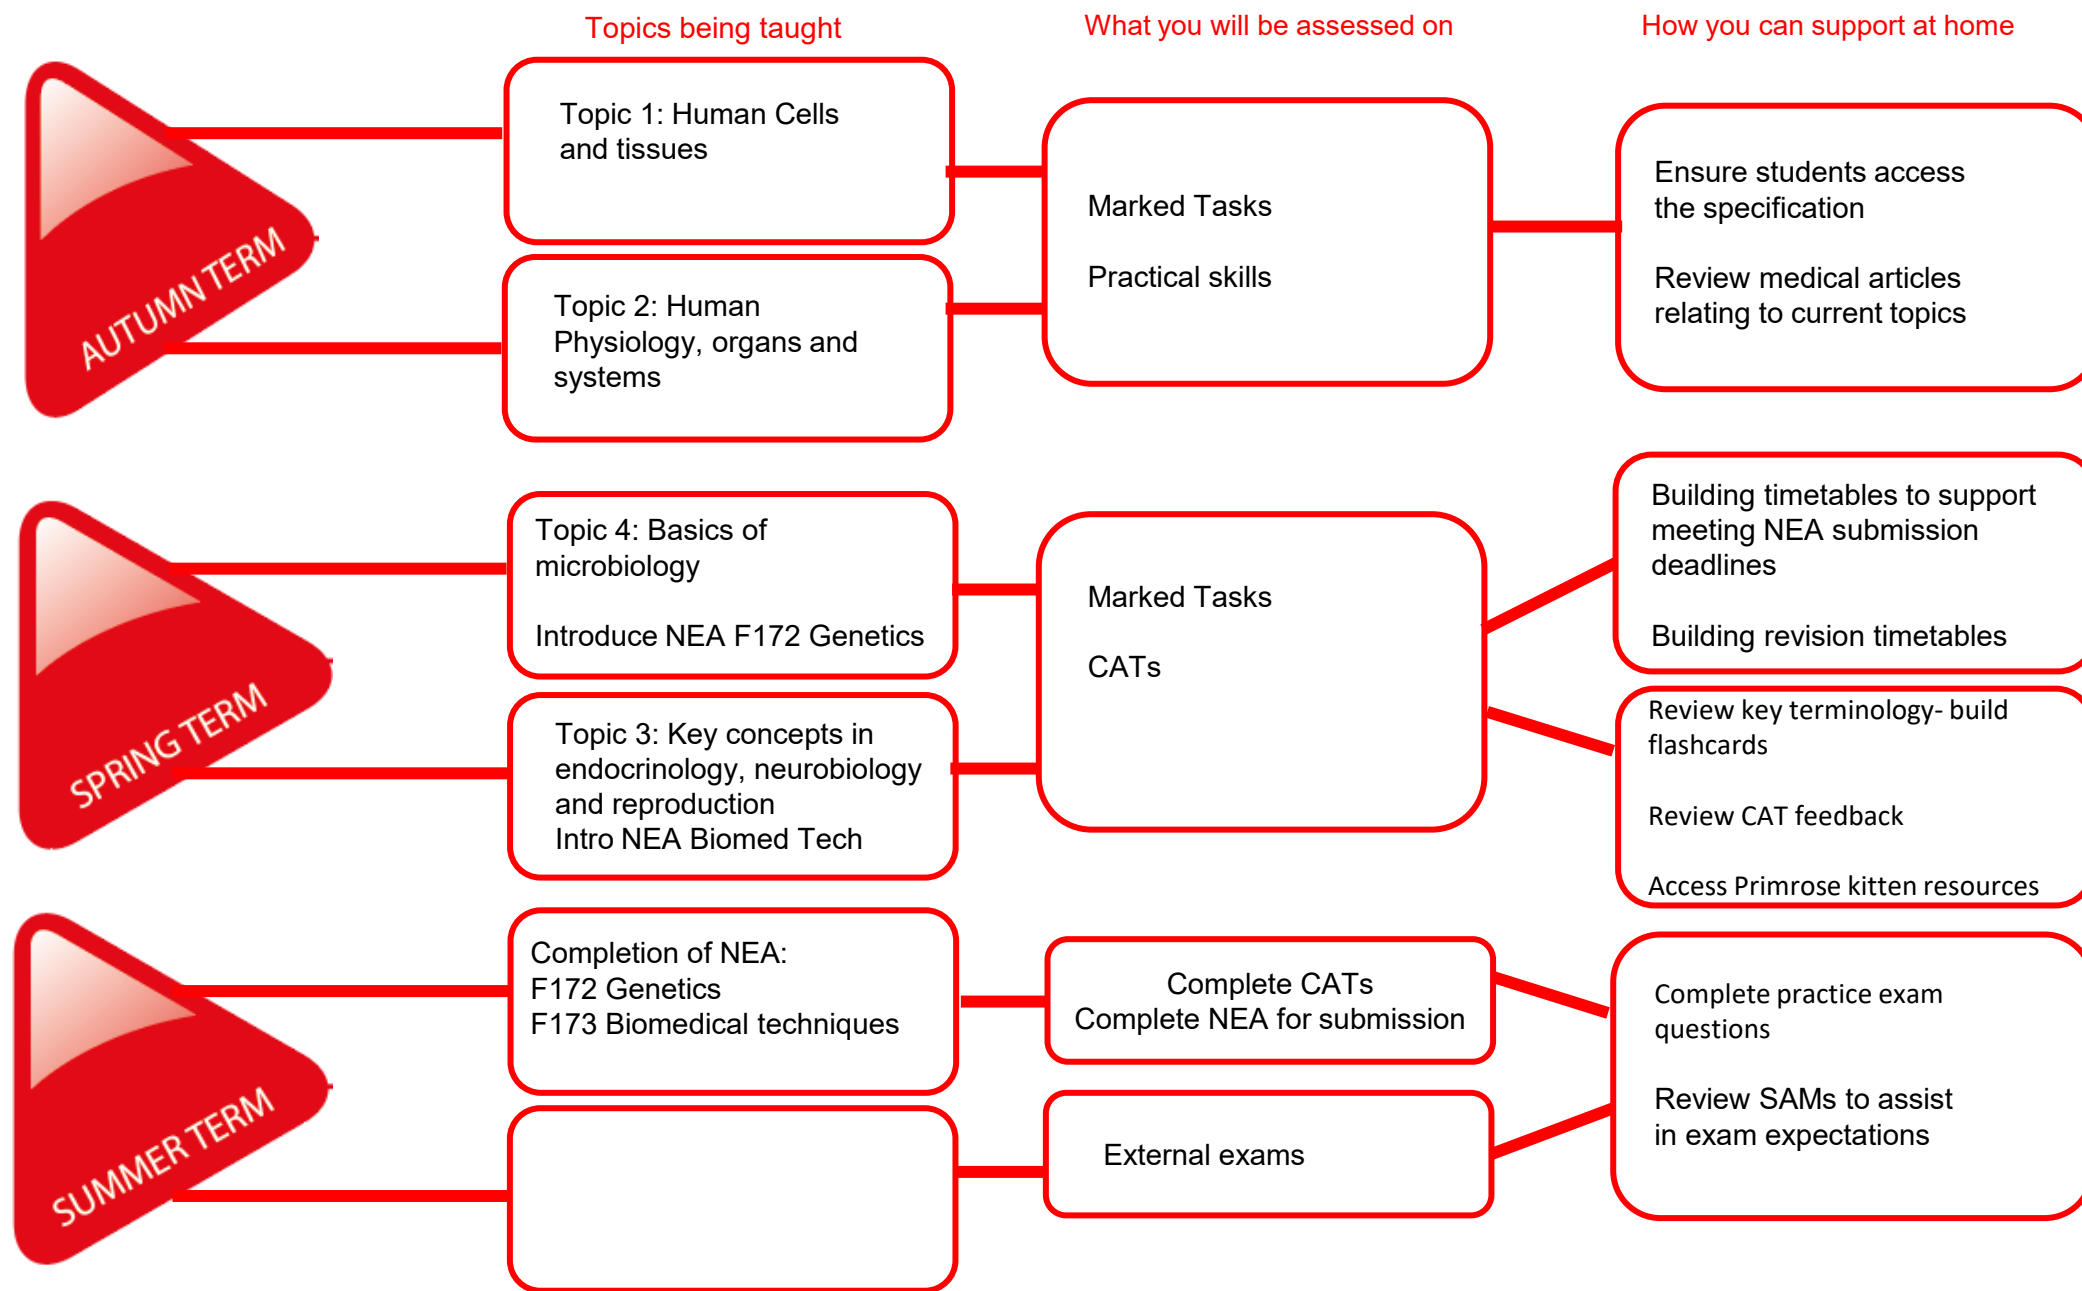 Topics being taught
What you will be assessed on
How you can support at home
AUTUMN TERM
Topic 1: Human Cells
and tissues
Topic 2: Human
Physiology, organs and
systems
Marked Tasks
Practical skills
Ensure students access
the specification
Review medical articles
relating to current topics
SPRING TERM
Topic 4: Basics of
microbiology
Introduce NEA F172 Genetics
Topic 3: Key concepts in
endocrinology, neurobiology
and reproduction
Intro NEA Biomed Tech
Marked Tasks
CATs
Building timetables to support
meeting NEA submission
deadlines
Building revision timetables
Review key terminology- build
flashcards
Review CAT feedback
Access Primrose kitten resources
SUMMER TERM
Completion of NEA:
F172 Genetics
F173 Biomedical techniques
Complete CATs
Complete NEA for submission
External exams
Complete practice exam
questions
Review SAMs to assist
in exam expectations